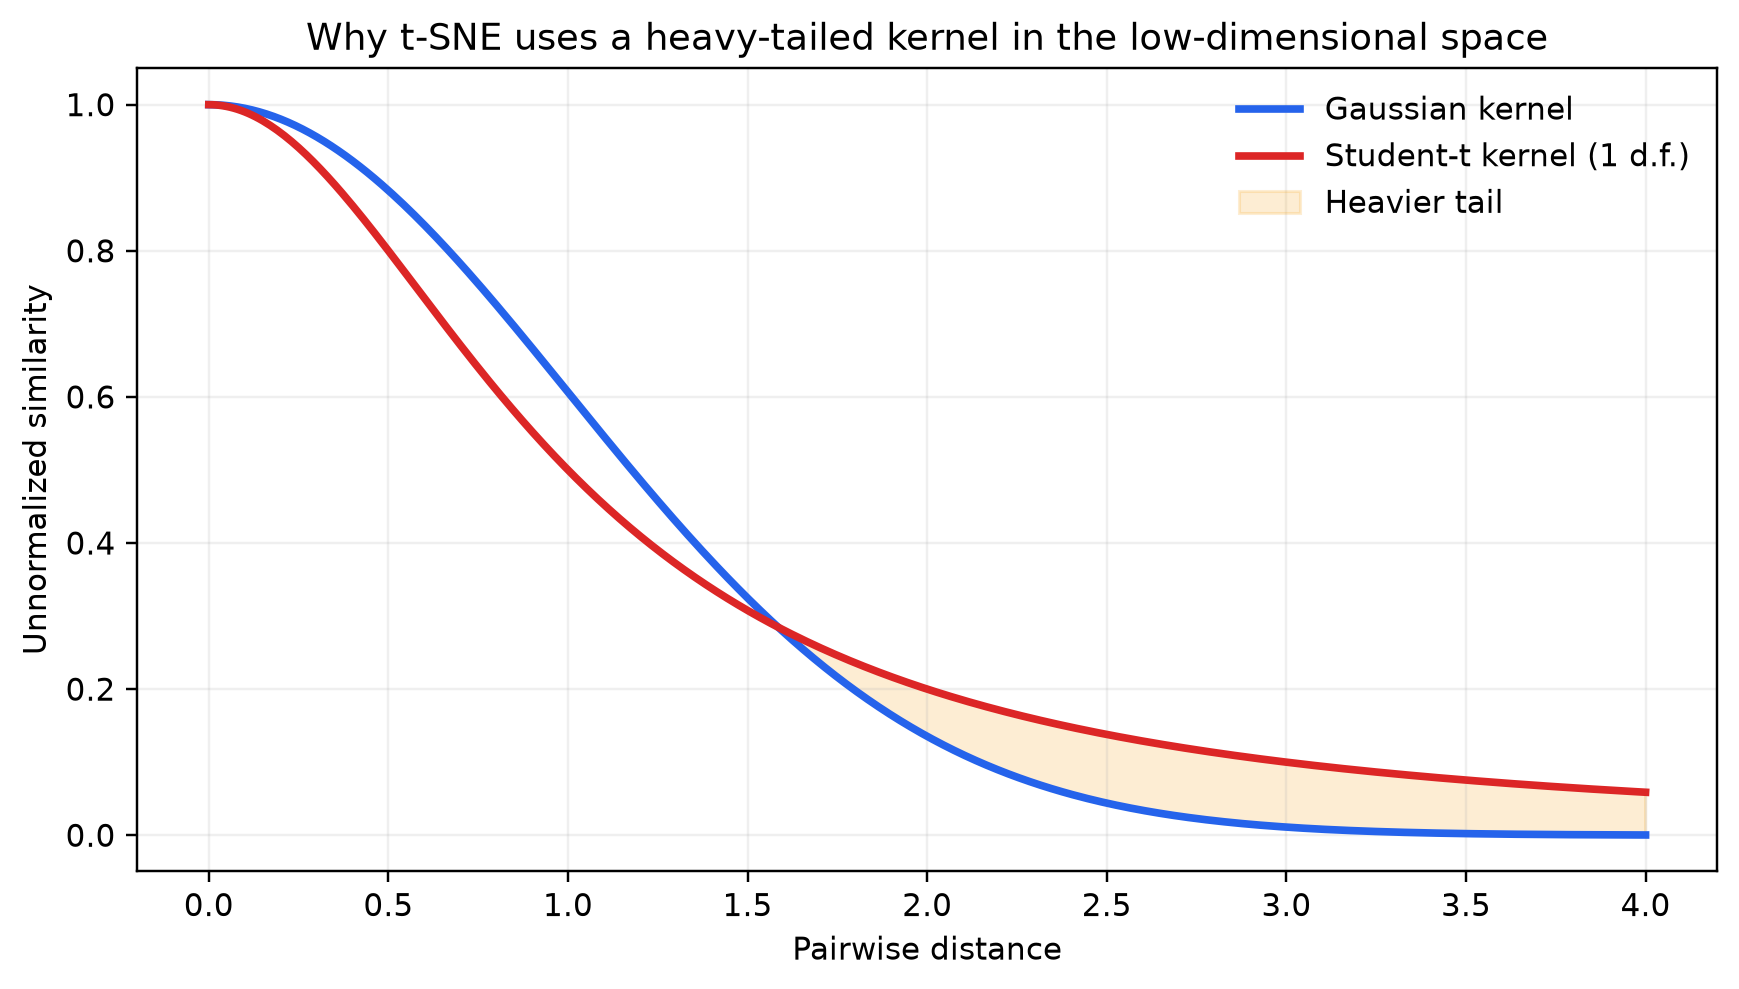 Why t-SNE uses a heavy-tailed kernel in the low-dimensional space
Gaussian kernel
Student-t kernel (1 d.f.)
Heavier tail
Unnormalized similarity
1.0
0.8
0.6
0.4
0.2
0.0
0.0 0.5 1.0 1.5 2.0 2.5 3.0 3.5 4.0
Pairwise distance